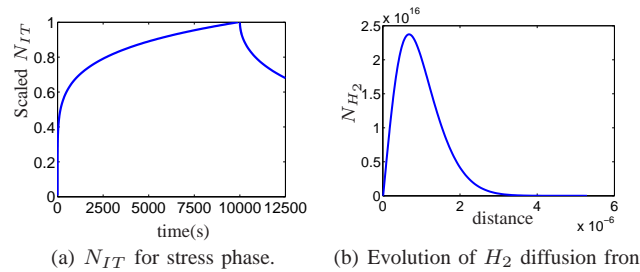 x 10^16
1
0.8
0.6
0.4
0.2
0
Scaled N_IT
0 2500 5000 7500 10000 12500
time(s)
2.5
2
1.5
1
0.5
0
N_H2
0 2 4 6
distance
x 10^-6
(a) N_IT for stress phase.
(b) Evolution of H_2 diffusion fron